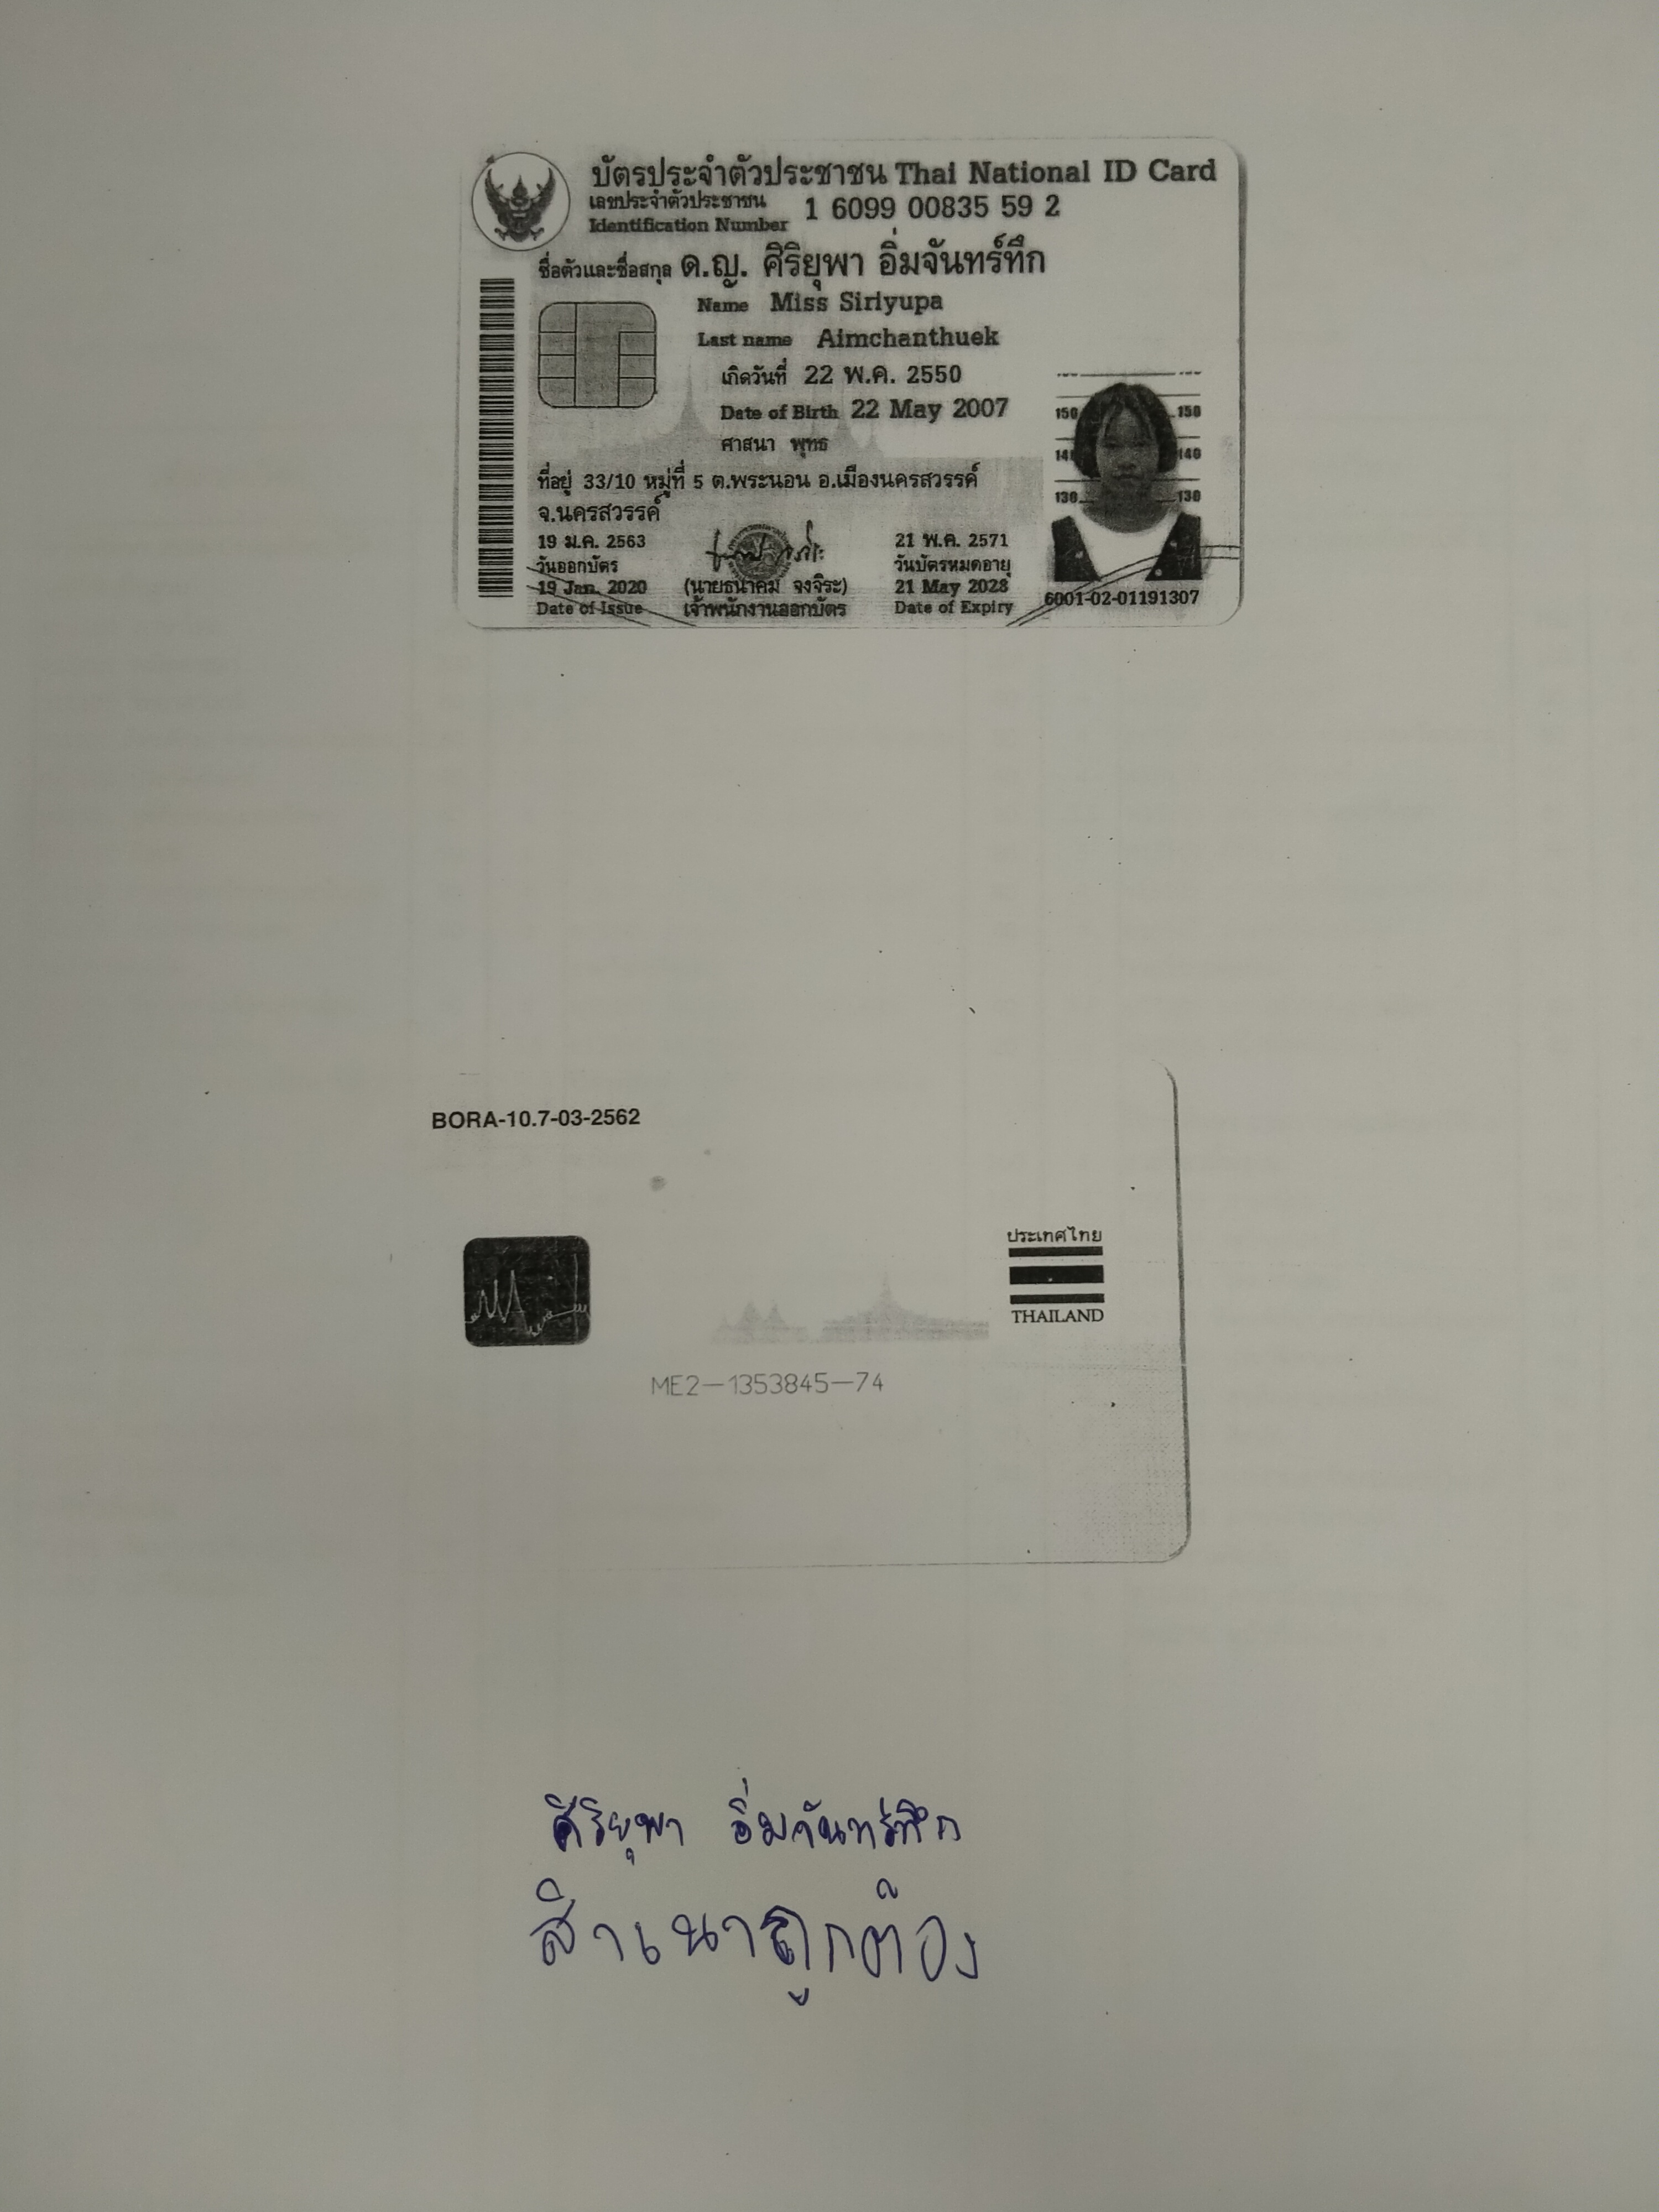 บัตรประจำตัวประชาชน Thai National ID Card
เลขประจำตัวประชาชน
Identification Number 1 6099 00835 59 2
ชื่อตัวและชื่อสกุล ด.ญ. ศิริยุพา อิ่มจันทร์ทึก
Name Miss Siriyupa
Last name Aimchanthuek
เกิดวันที่ 22 พ.ค. 2550
Date of Birth 22 May 2007
ศาสนา พุทธ
150 150
140 140
130 130
ที่อยู่ 33/10 หมู่ที่ 5 ต.พระนอน อ.เมืองนครสวรรค์
จ.นครสวรรค์
19 ม.ค. 2563 21 พ.ค. 2571
วันออกบัตร วันบัตรหมดอายุ
19 Jan. 2020 (นายธนาคม จงจิระ) 21 May 2028
Date of Issue เจ้าพนักงานออกบัตร Date of Expiry
6001-02-01191307
BORA-10.7-03-2562
ประเทศไทย
THAILAND
ME2-1353845-74
ศิริยุพา อิ่มจันทร์ทึก
สำเนาถูกต้อง